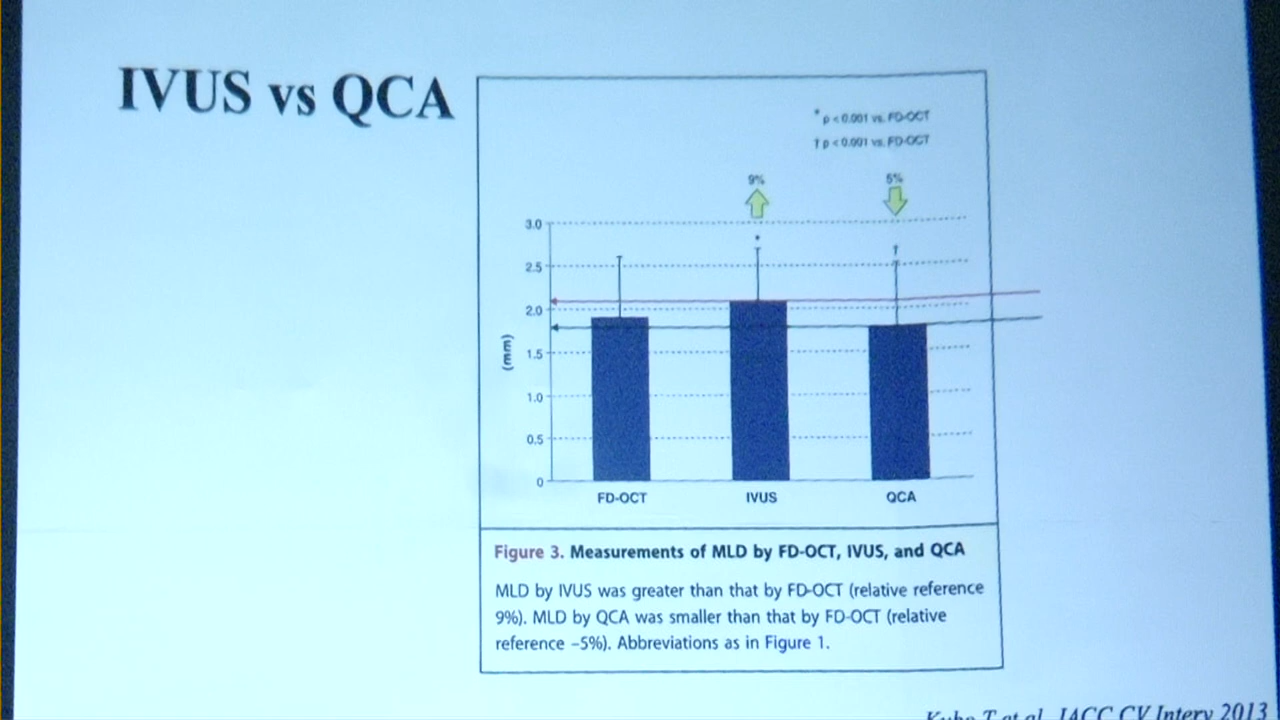 IVUS vs QCA
* p < 0.001 vs. FD-OCT
† p < 0.001 vs. FD-OCT
9%
5%
3.0
*
†
2.5
2.0
1.5
(mm)
1.0
0.5
0
FD-OCT
IVUS
QCA
Figure 3. Measurements of MLD by FD-OCT, IVUS, and QCA
MLD by IVUS was greater than that by FD-OCT (relative reference
9%). MLD by QCA was smaller than that by FD-OCT (relative
reference –5%). Abbreviations as in Figure 1.
Kubo T et al. JACC CV Interv 2013